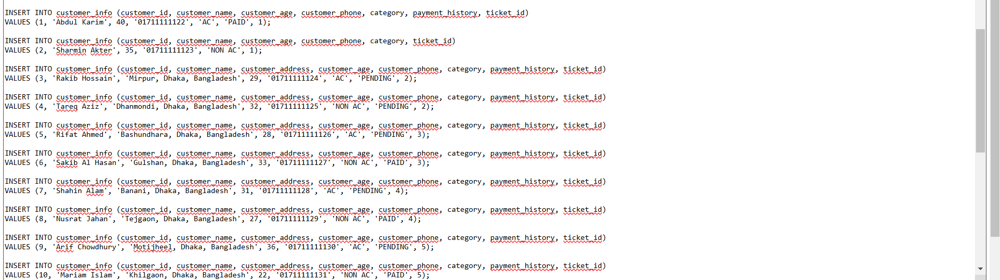 INSERT INTO customer_info (customer_id, customer_name, customer_age, customer_phone, category, payment_history, ticket_id)
VALUES (1, 'Abdul Karim', 40, '01711111122', 'AC', 'PAID', 1);
INSERT INTO customer_info (customer_id, customer_name, customer_age, customer_phone, category, ticket_id)
VALUES (2, 'Sharmin Akter', 35, '01711111123', 'NON AC', 1);
INSERT INTO customer_info (customer_id, customer_name, customer_address, customer_age, customer_phone, category, payment_history, ticket_id)
VALUES (3, 'Rakib Hossain', 'Mirpur, Dhaka, Bangladesh', 29, '01711111124', 'AC', 'PENDING', 2);
INSERT INTO customer_info (customer_id, customer_name, customer_address, customer_age, customer_phone, category, payment_history, ticket_id)
VALUES (4, 'Tareq Aziz', 'Dhanmondi, Dhaka, Bangladesh', 32, '01711111125', 'NON AC', 'PENDING', 2);
INSERT INTO customer_info (customer_id, customer_name, customer_address, customer_age, customer_phone, category, payment_history, ticket_id)
VALUES (5, 'Rifat Ahmed', 'Bashundhara, Dhaka, Bangladesh', 28, '01711111126', 'AC', 'PENDING', 3);
INSERT INTO customer_info (customer_id, customer_name, customer_address, customer_age, customer_phone, category, payment_history, ticket_id)
VALUES (6, 'Sakib Al Hasan', 'Gulshan, Dhaka, Bangladesh', 33, '01711111127', 'NON AC', 'PAID', 3);
INSERT INTO customer_info (customer_id, customer_name, customer_address, customer_age, customer_phone, category, payment_history, ticket_id)
VALUES (7, 'Shahin Alam', 'Banani, Dhaka, Bangladesh', 31, '01711111128', 'AC', 'PENDING', 4);
INSERT INTO customer_info (customer_id, customer_name, customer_address, customer_age, customer_phone, category, payment_history, ticket_id)
VALUES (8, 'Nusrat Jahan', 'Tejgaon, Dhaka, Bangladesh', 27, '01711111129', 'NON AC', 'PAID', 4);
INSERT INTO customer_info (customer_id, customer_name, customer_address, customer_age, customer_phone, category, payment_history, ticket_id)
VALUES (9, 'Arif Chowdhury', 'Motijheel, Dhaka, Bangladesh', 36, '01711111130', 'AC', 'PENDING', 5);
INSERT INTO customer_info (customer_id, customer_name, customer_address, customer_age, customer_phone, category, payment_history, ticket_id)
VALUES (10, 'Mariam Islam', 'Khilgaon, Dhaka, Bangladesh', 22, '01711111131', 'NON AC', 'PAID', 5);